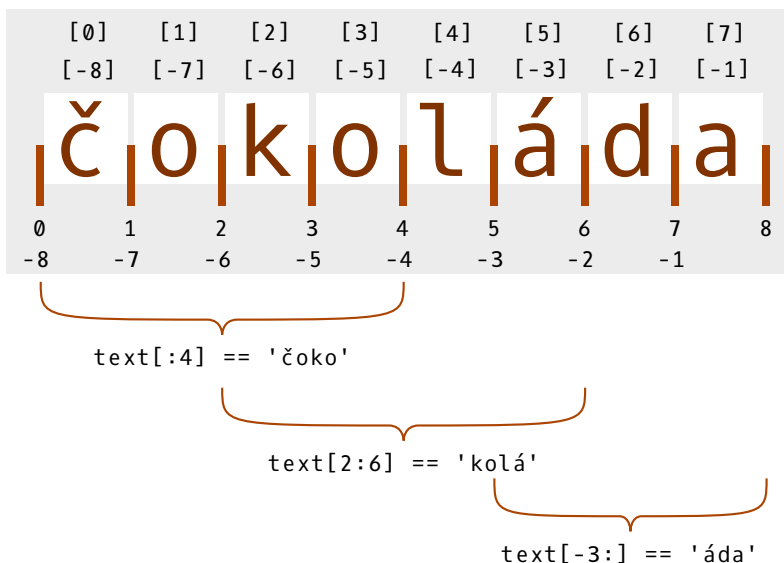 [0] [1] [2] [3] [4] [5] [6] [7]
[-8] [-7] [-6] [-5] [-4] [-3] [-2] [-1]
čokoláda
0 1 2 3 4 5 6 7 8
-8 -7 -6 -5 -4 -3 -2 -1
text[:4] == 'čoko'
text[2:6] == 'kolá'
text[-3:] == 'áda'